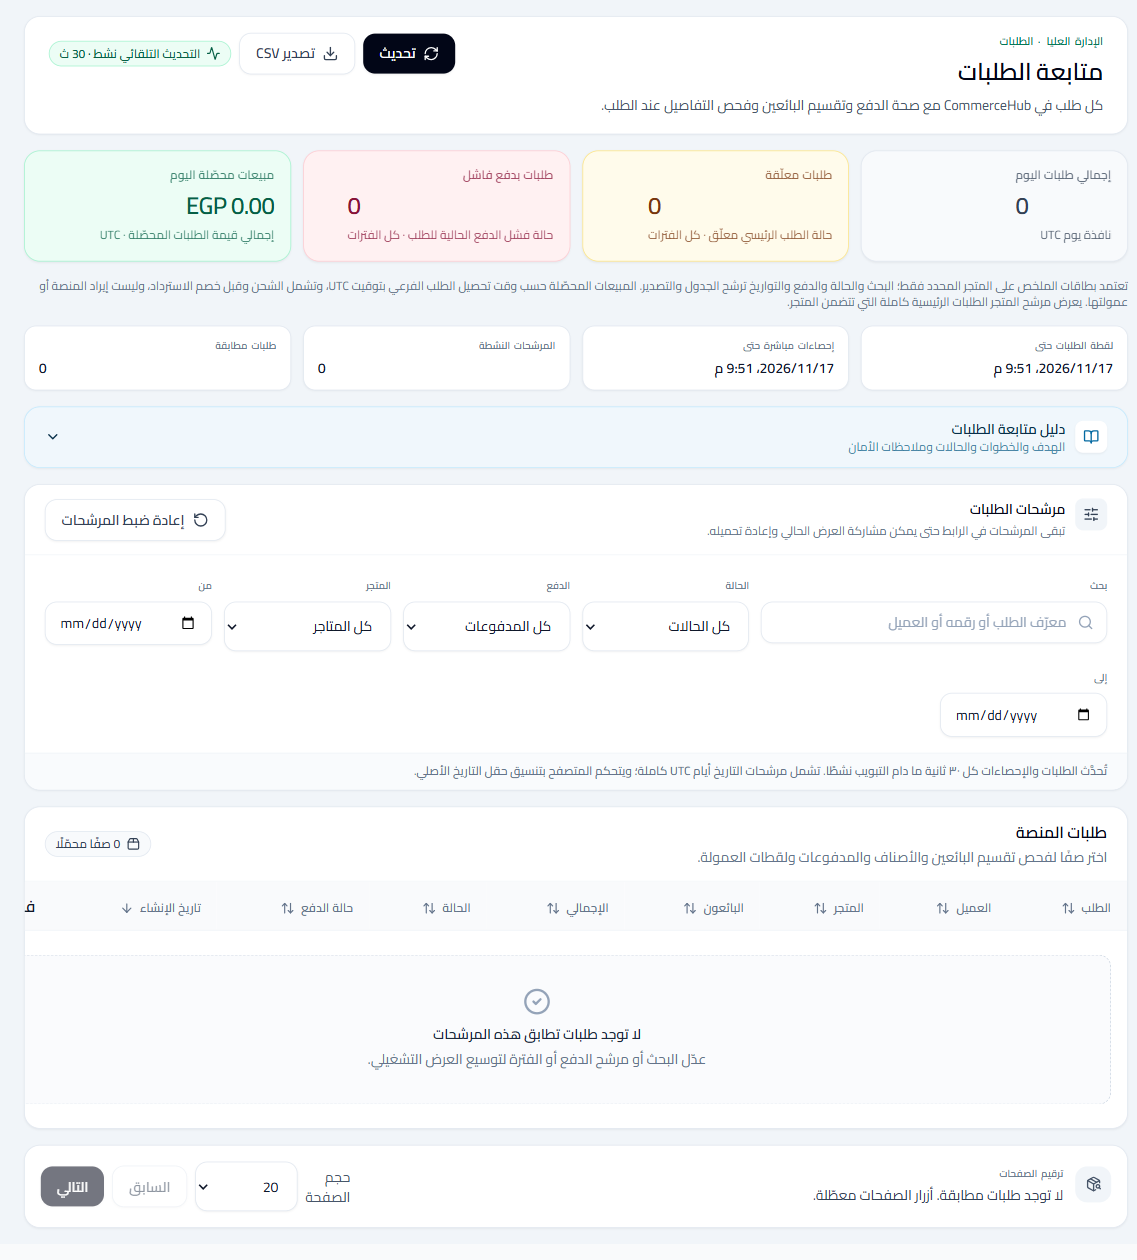 الإدارة العليا · الطلبات
متابعة الطلبات
كل طلب في CommerceHub مع صحة الدفع وتقسيم البائعين وفحص التفاصيل عند الطلب.
تحديث
تصدير CSV
التحديث التلقائي نشط · 30 ث
إجمالي طلبات اليوم
0
نافذة يوم UTC
طلبات معلّقة
0
حالة الطلب الرئيسي معلّق · كل الفترات
طلبات بدفع فاشل
0
حالة فشل الدفع الحالية للطلب · كل الفترات
مبيعات محصّلة اليوم
EGP 0.00
إجمالي قيمة الطلبات المحصّلة · UTC
تعتمد بطاقات الملخص على المتجر المحدد فقط؛ البحث والحالة والدفع والتواريخ ترشح الجدول والتصدير. المبيعات المحصّلة حسب وقت تحصيل الطلب الفرعي بتوقيت UTC، وتشمل الشحن وقبل خصم الاسترداد، وليست إيراد المنصة أو
عمولتها. يعرض مرشح المتجر الطلبات الرئيسية كاملة التي تتضمن المتجر.
لقطة الطلبات حتى
2026/11/17، 9:51 م
إحصاءات مباشرة حتى
2026/11/17، 9:51 م
المرشحات النشطة
0
طلبات مطابقة
0
دليل متابعة الطلبات
الهدف والخطوات والحالات وملاحظات الأمان
مرشحات الطلبات
تبقى المرشحات في الرابط حتى يمكن مشاركة العرض الحالي وإعادة تحميله.
إعادة ضبط المرشحات
بحث
معرّف الطلب أو رقمه أو العميل
الحالة
كل الحالات
الدفع
كل المدفوعات
المتجر
كل المتاجر
من
mm/dd/yyyy
إلى
mm/dd/yyyy
تُحدَّث الطلبات والإحصاءات كل ٣٠ ثانية ما دام التبويب نشطًا. تشمل مرشحات التاريخ أيام UTC كاملة؛ ويتحكم المتصفح بتنسيق حقل التاريخ الأصلي.
طلبات المنصة
اختر صفًا لفحص تقسيم البائعين والأصناف والمدفوعات ولقطات العمولة.
0 صفًا محمّلًا
الطلب العميل المتجر البائعون الإجمالي الحالة حالة الدفع تاريخ الإنشاء
لا توجد طلبات تطابق هذه المرشحات
عدّل البحث أو مرشح الدفع أو الفترة لتوسيع العرض التشغيلي.
ترقيم الصفحات
لا توجد طلبات مطابقة. أزرار الصفحات معطّلة.
حجم
الصفحة
20
السابق
التالي